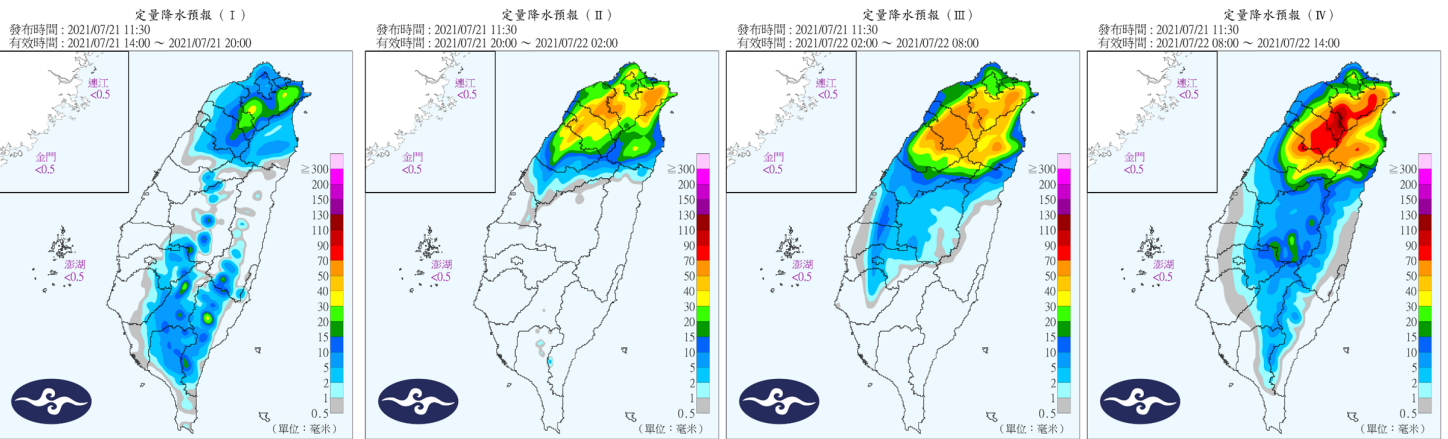 定量降水預報（Ⅰ）
發布時間：2021/07/21 11:30
有效時間：2021/07/21 14:00 ～ 2021/07/21 20:00
連江
<0.5
金門
<0.5
澎湖
<0.5
≧300
200
150
130
110
90
70
50
40
30
20
15
10
5
2
1
0.5
（單位：毫米）
定量降水預報（Ⅱ）
發布時間：2021/07/21 11:30
有效時間：2021/07/21 20:00 ～ 2021/07/22 02:00
連江
<0.5
金門
<0.5
澎湖
<0.5
≧300
200
150
130
110
90
70
50
40
30
20
15
10
5
2
1
0.5
（單位：毫米）
定量降水預報（Ⅲ）
發布時間：2021/07/21 11:30
有效時間：2021/07/22 02:00 ～ 2021/07/22 08:00
連江
<0.5
金門
<0.5
澎湖
<0.5
≧300
200
150
130
110
90
70
50
40
30
20
15
10
5
2
1
0.5
（單位：毫米）
定量降水預報（Ⅳ）
發布時間：2021/07/21 11:30
有效時間：2021/07/22 08:00 ～ 2021/07/22 14:00
連江
<0.5
金門
<0.5
澎湖
<0.5
≧300
200
150
130
110
90
70
50
40
30
20
15
10
5
2
1
0.5
（單位：毫米）